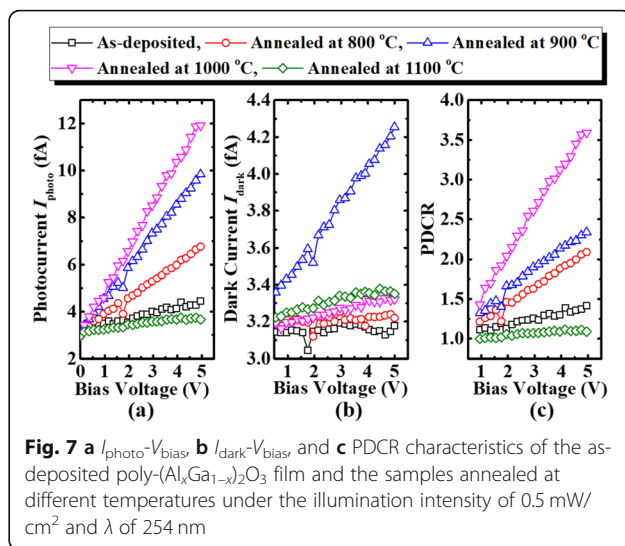 As-deposited, Annealed at 800 °C, Annealed at 900 °C,
Annealed at 1000 °C, Annealed at 1100 °C
Photocurrent I_photo (fA)
12
10
8
6
4
2
0 1 2 3 4 5
Bias Voltage (V)
(a)
Dark Current I_dark (fA)
4.4
4.2
4.0
3.8
3.6
3.4
3.2
3.0
1 2 3 4 5
Bias Voltage (V)
(b)
PDCR
4.0
3.5
3.0
2.5
2.0
1.5
1.0
1 2 3 4 5
Bias Voltage (V)
(c)
Fig. 7 a I_photo-V_bias, b I_dark-V_bias, and c PDCR characteristics of the as-
deposited poly-(Al_xGa_1−x)_2O_3 film and the samples annealed at
different temperatures under the illumination intensity of 0.5 mW/
cm² and λ of 254 nm